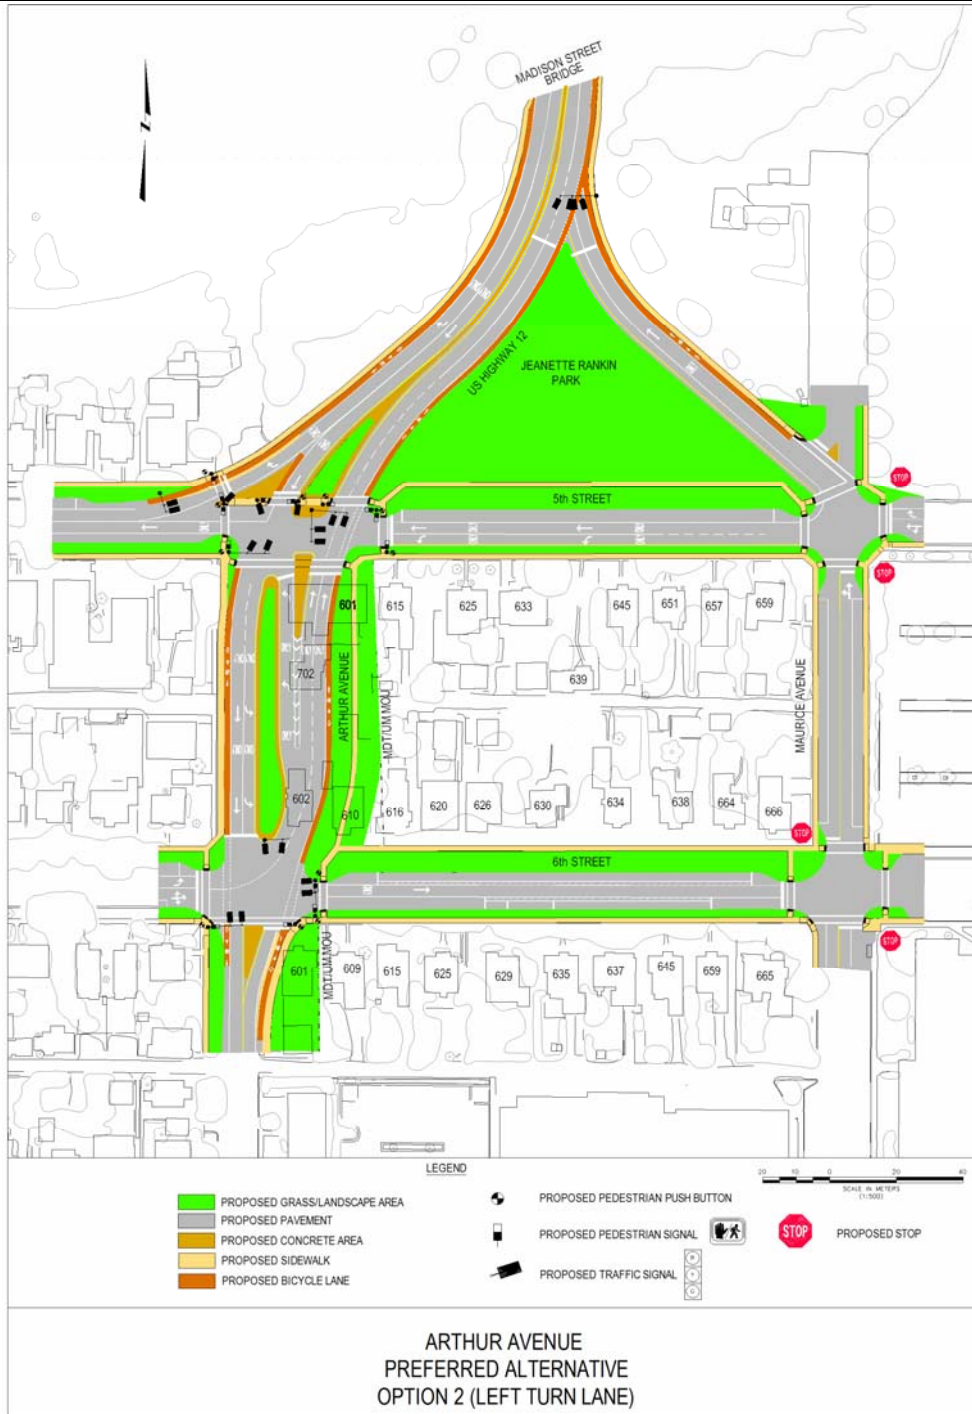 MADISON STREET
BRIDGE
N
US HIGHWAY 12
JEANETTE RANKIN
PARK
STOP
5th STREET
STOP
601
615
625
633
645
651
657
659
702
639
ARTHUR AVENUE
MDT/UM MOU
MAURICE AVENUE
602
610
616
620
626
630
634
638
664
666
STOP
6th STREET
STOP
601
MDT/UM MOU
609
615
625
629
635
637
645
659
665
LEGEND
PROPOSED GRASS/LANDSCAPE AREA
PROPOSED PAVEMENT
PROPOSED CONCRETE AREA
PROPOSED SIDEWALK
PROPOSED BICYCLE LANE
PROPOSED PEDESTRIAN PUSH BUTTON
PROPOSED PEDESTRIAN SIGNAL
PROPOSED TRAFFIC SIGNAL
R
Y
G
20 10 0 20 40
SCALE IN METERS
(1:500)
STOP
PROPOSED STOP
ARTHUR AVENUE
PREFERRED ALTERNATIVE
OPTION 2 (LEFT TURN LANE)